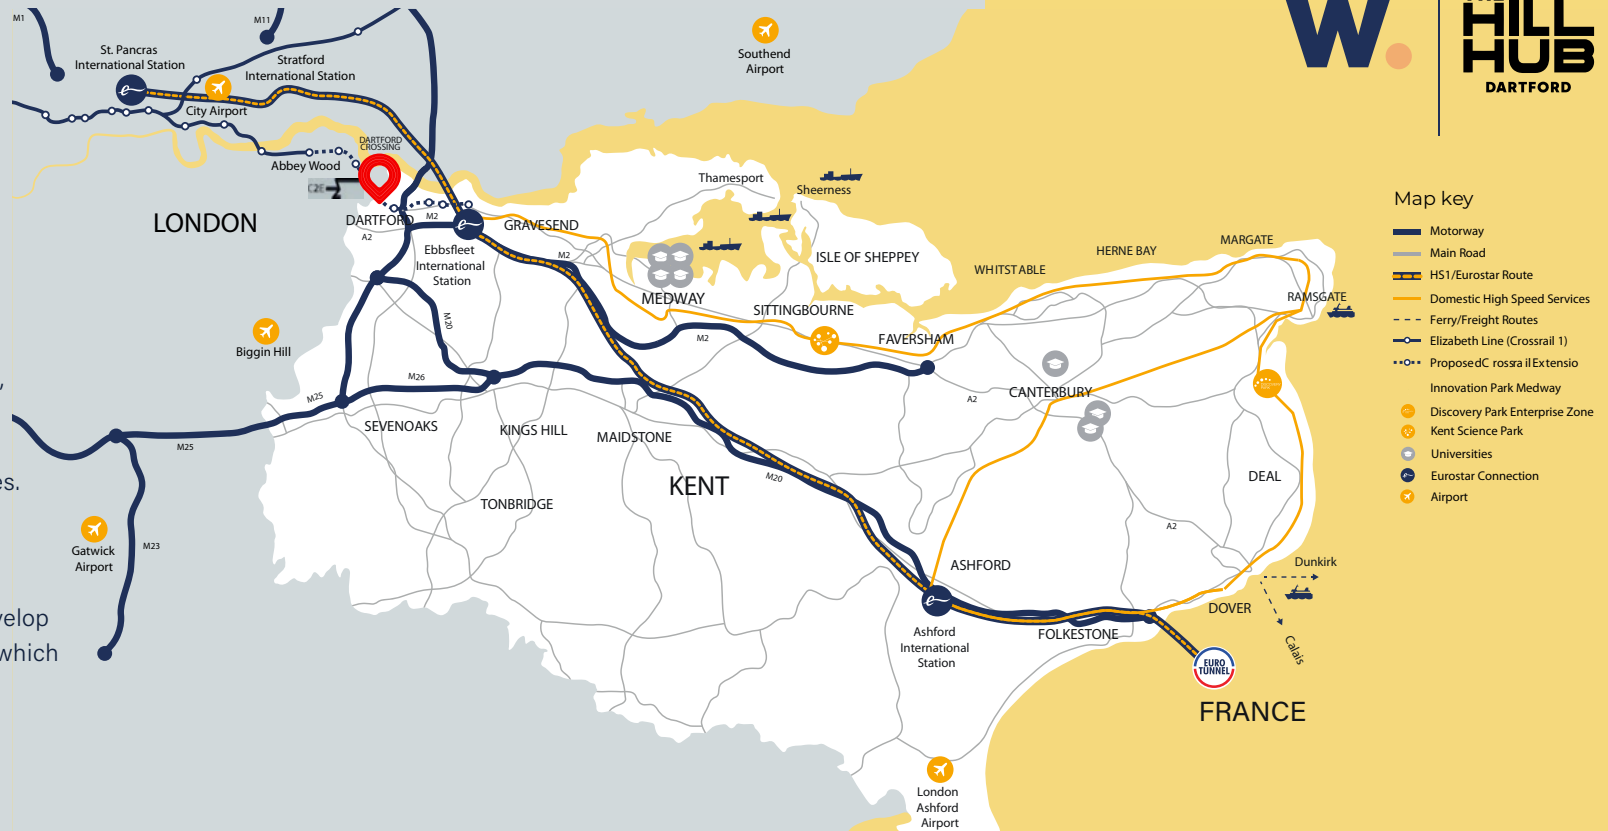 M1
M11
St. Pancras
International Station
Stratford
International Station
City Airport
Southend
Airport
HILL
HUB
DARTFORD
W.
DARTFORD
CROSSING
Abbey Wood
C2E
LONDON
DARTFORD
M2
A2
GRAVESEND
Ebbsfleet
International
Station
M2
Thamesport
Sheerness
ISLE OF SHEPPEY
MEDWAY
SITTINGBOURNE
M2
FAVERSHAM
WHITSTABLE
HERNE BAY
MARGATE
RAMSGATE
Biggin Hill
M20
M26
M25
M25
SEVENOAKS
KINGS HILL
MAIDSTONE
CANTERBURY
A2
KENT
M20
TONBRIDGE
DEAL
A2
es.
Gatwick
Airport
M23
velop
which
ASHFORD
Ashford
International
Station
FOLKESTONE
DOVER
Dunkirk
Calais
EURO
TUNNEL
FRANCE
London
Ashford
Airport
Map key
Motorway
Main Road
HS1/Eurostar Route
Domestic High Speed Services
Ferry/Freight Routes
Elizabeth Line (Crossrail 1)
ProposedC rossra il Extensio
Innovation Park Medway
Discovery Park Enterprise Zone
Kent Science Park
Universities
Eurostar Connection
Airport